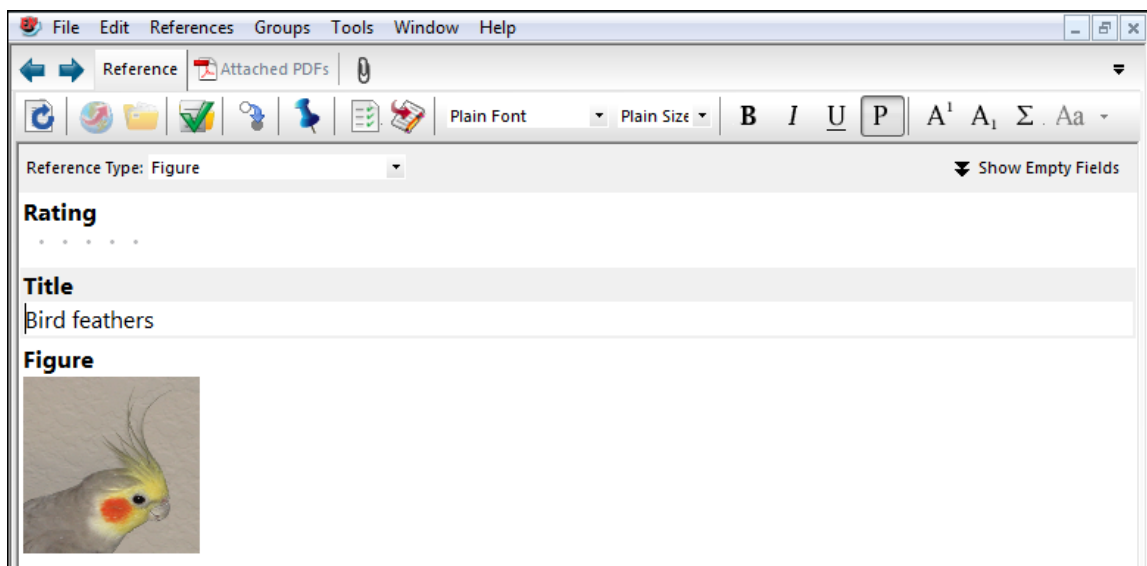 File Edit References Groups Tools Window Help
Reference Attached PDFs
Plain Font Plain Size B I U P A¹ A₁ Σ Aa
Reference Type: Figure Show Empty Fields
Rating
Title
Bird feathers
Figure